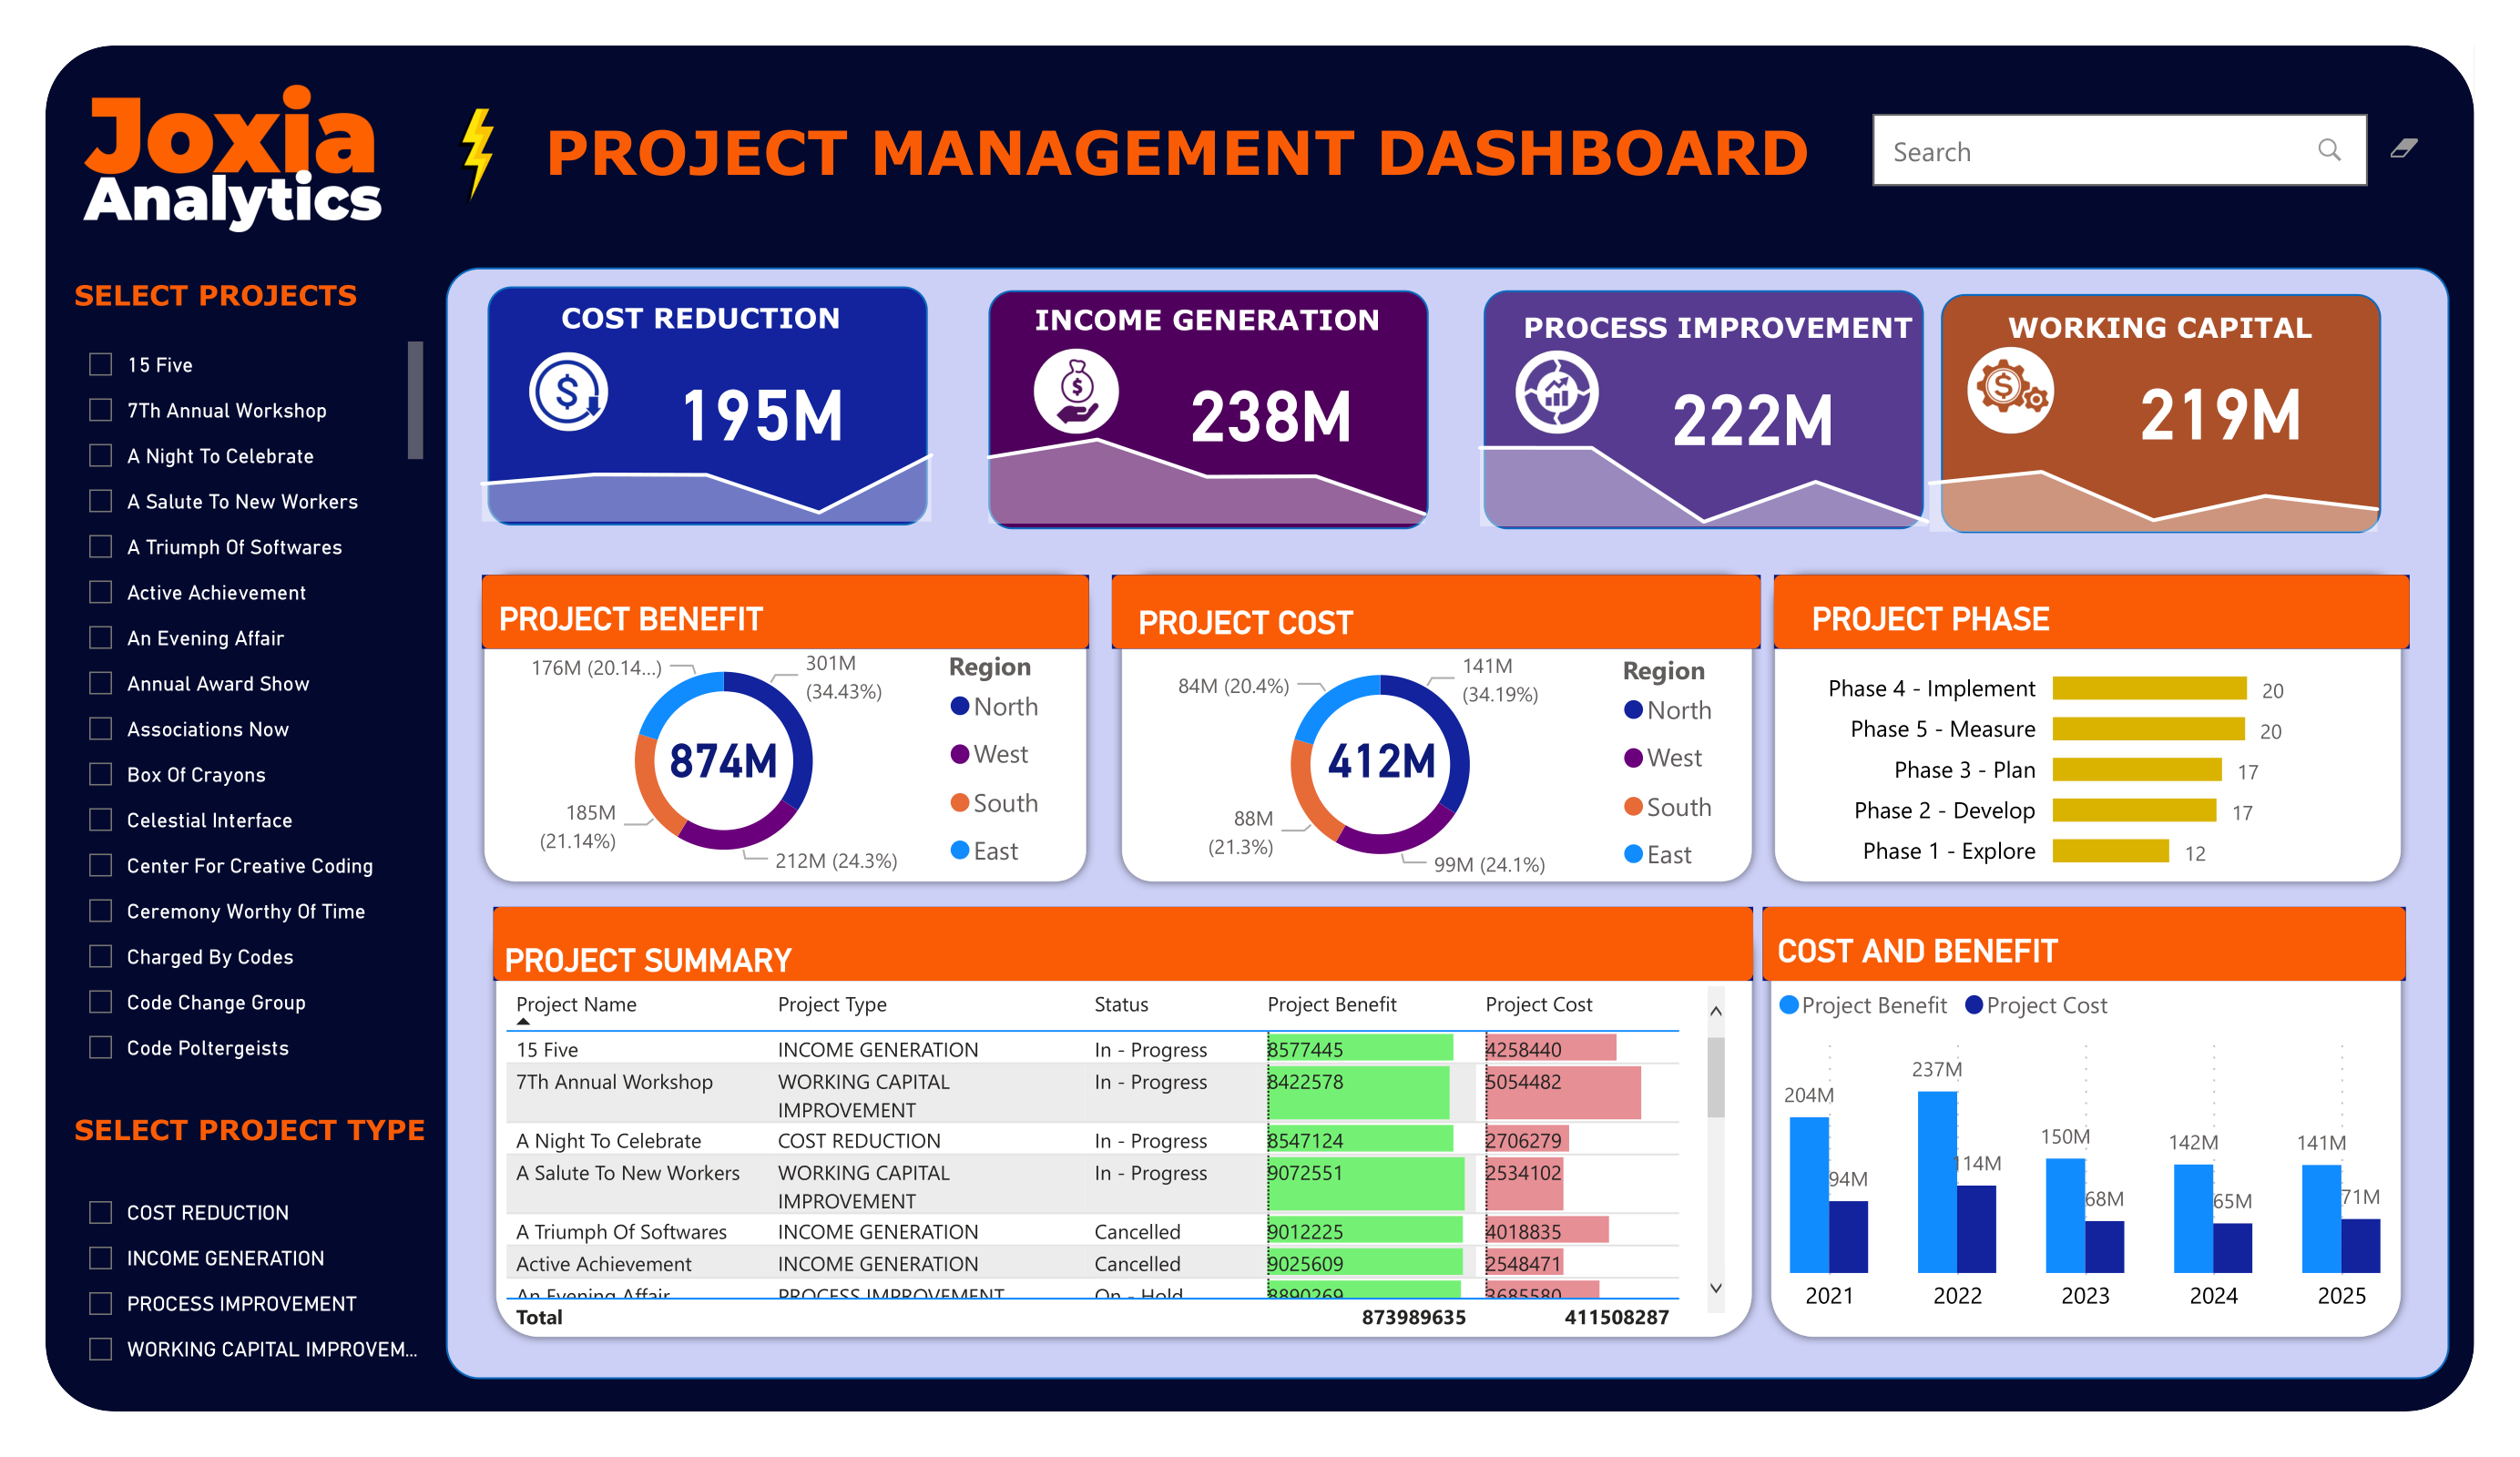 Joxia
Analytics
PROJECT MANAGEMENT DASHBOARD
Search
SELECT PROJECTS
15 Five
7Th Annual Workshop
A Night To Celebrate
A Salute To New Workers
A Triumph Of Softwares
Active Achievement
An Evening Affair
Annual Award Show
Associations Now
Box Of Crayons
Celestial Interface
Center For Creative Coding
Ceremony Worthy Of Time
Charged By Codes
Code Change Group
Code Poltergeists
SELECT PROJECT TYPE
COST REDUCTION
INCOME GENERATION
PROCESS IMPROVEMENT
WORKING CAPITAL IMPROVEM...
COST REDUCTION
$
195M
INCOME GENERATION
$
238M
PROCESS IMPROVEMENT
222M
WORKING CAPITAL
$
219M
PROJECT BENEFIT
176M (20.14...)
301M
(34.43%)
874M
185M
(21.14%)
212M (24.3%)
Region
North
West
South
East
PROJECT COST
84M (20.4%)
141M
(34.19%)
412M
88M
(21.3%)
99M (24.1%)
Region
North
West
South
East
PROJECT PHASE
Phase 4 - Implement 20
Phase 5 - Measure 20
Phase 3 - Plan 17
Phase 2 - Develop 17
Phase 1 - Explore 12
PROJECT SUMMARY
Project Name Project Type Status Project Benefit Project Cost
15 Five INCOME GENERATION In - Progress 8577445 4258440
7Th Annual Workshop WORKING CAPITAL In - Progress 8422578 5054482
IMPROVEMENT
A Night To Celebrate COST REDUCTION In - Progress 8547124 2706279
A Salute To New Workers WORKING CAPITAL In - Progress 9072551 2534102
IMPROVEMENT
A Triumph Of Softwares INCOME GENERATION Cancelled 9012225 4018835
Active Achievement INCOME GENERATION Cancelled 9025609 2548471
An Evening Affair PROCESS IMPROVEMENT On - Hold 8890269 3685580
Total 873989635 411508287
COST AND BENEFIT
Project Benefit Project Cost
204M
94M
237M
114M
150M
68M
142M
65M
141M
71M
2021 2022 2023 2024 2025